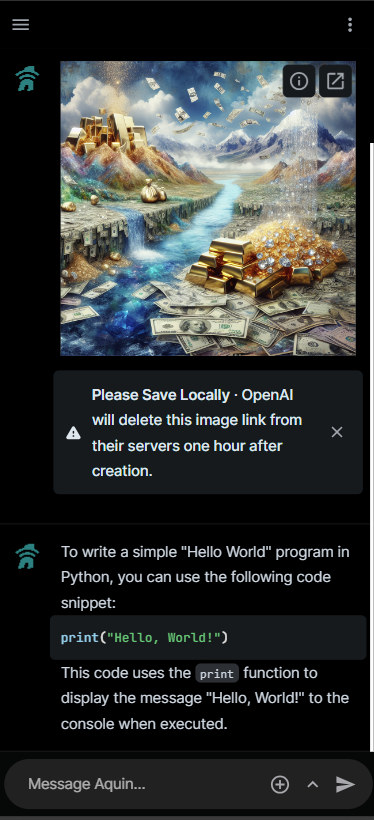 Please Save Locally · OpenAI
will delete this image link from
their servers one hour after
creation.
To write a simple "Hello World" program in
Python, you can use the following code
snippet:
print("Hello, World!")
This code uses the print function to
display the message "Hello, World!" to the
console when executed.
Message Aquin...